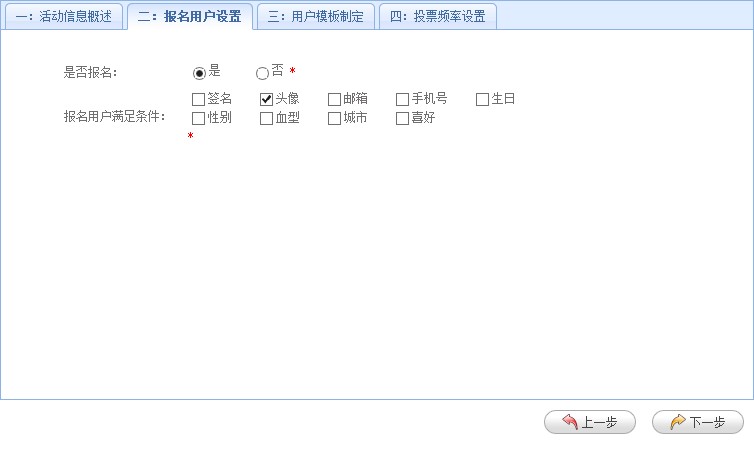 一：活动信息概述 二：报名用户设置 三：用户模板制定 四：投票频率设置
是否报名： 是 否 *
签名 头像 邮箱 手机号 生日
报名用户满足条件： 性别 血型 城市 喜好
*
上一步 下一步